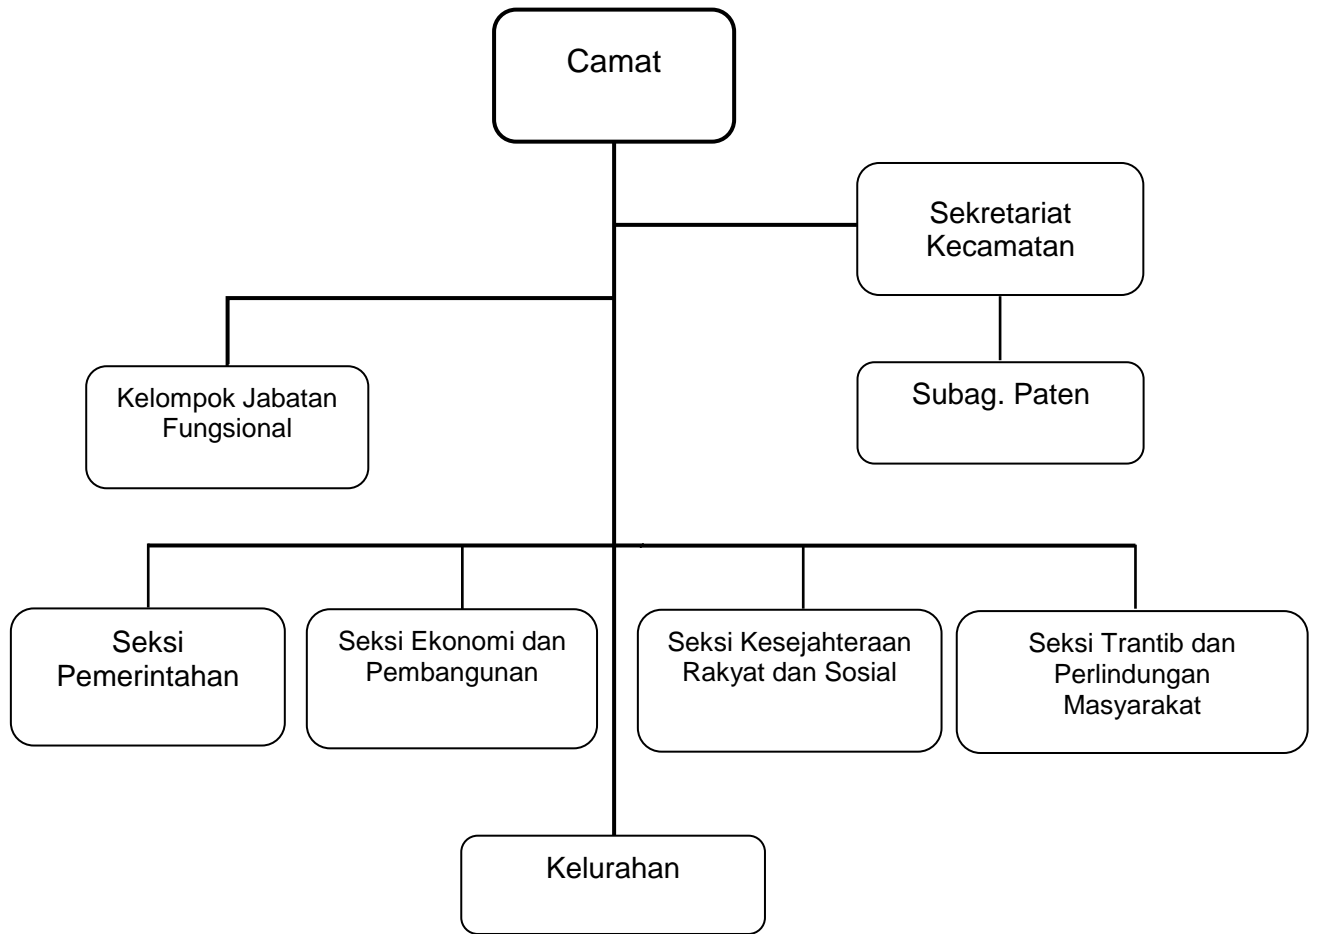 Camat
Sekretariat
Kecamatan
Kelompok Jabatan
Fungsional
Subag. Paten
Seksi
Pemerintahan
Seksi Ekonomi dan
Pembangunan
Seksi Kesejahteraan
Rakyat dan Sosial
Seksi Trantib dan
Perlindungan
Masyarakat
Kelurahan